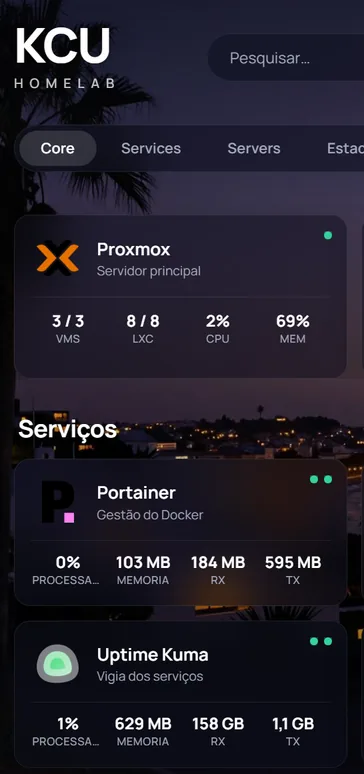 KCU
HOMELAB
Pesquisar...
Core Services Servers Estac
Proxmox
Servidor principal
3 / 3 8 / 8 2% 69%
VMS LXC CPU MEM
Serviços
P
Portainer
Gestão do Docker
0% 103 MB 184 MB 595 MB
PROCESSA... MEMORIA RX TX
Uptime Kuma
Vigia dos serviços
1% 629 MB 158 GB 1,1 GB
PROCESSA... MEMORIA RX TX